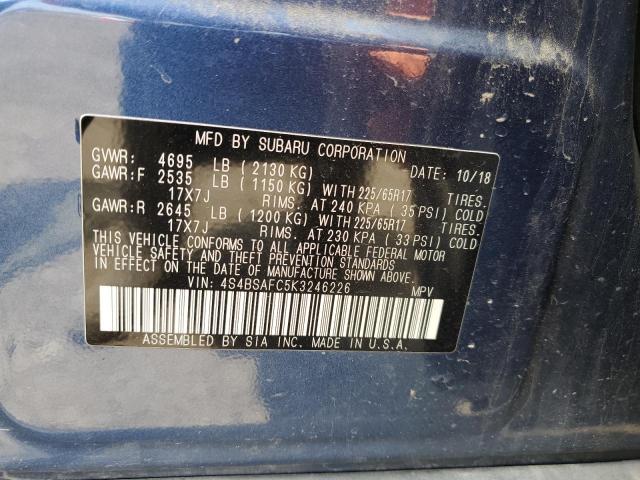 MFD BY SUBARU CORPORATION
GVWR: 4695 LB ( 2130 KG) DATE: 10/18
GAWR:F 2535 LB ( 1150 KG) WITH 225/65R17 TIRES.
17X7J RIMS. AT 240 KPA ( 35 PSI) COLD
GAWR:R 2645 LB ( 1200 KG) WITH 225/65R17 TIRES.
17X7J RIMS. AT 230 KPA ( 33 PSI) COLD
THIS VEHICLE CONFORMS TO ALL APPLICABLE FEDERAL MOTOR
VEHICLE SAFETY AND THEFT PREVENTION STANDARDS
IN EFFECT ON THE DATE OF MANUFACTURE SHOWN ABOVE.
VIN: 4S4BSAFC5K3246226 MPV
ASSEMBLED BY SIA INC. MADE IN U.S.A.